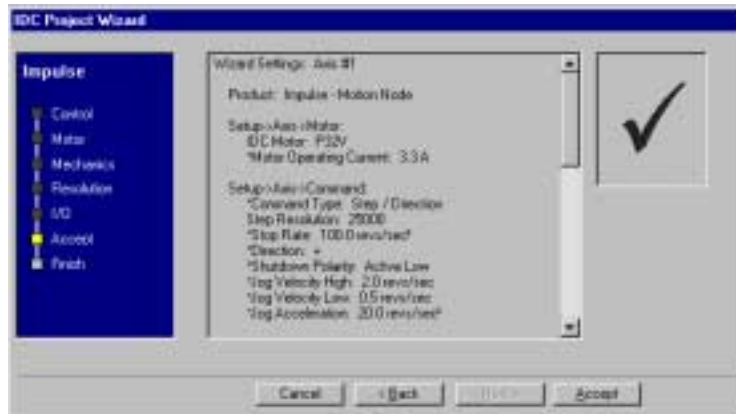 IDC Project Wizard
Impulse
Control
Motor
Mechanics
Resolution
I/O
Accept
Finish
Wizard Settings: Axis #1
Product: Impulse - Motion Node
Setup->Axis->Motor:
IDC Motor: P32V
*Motor Operating Current: 3.3 A
Setup->Axis->Command:
*Command Type: Step / Direction
Step Resolution: 25000
*Stop Rate: 100.0 revs/sec²
*Direction: +
*Shutdown Polarity: Active Low
*Jog Velocity High: 2.0 revs/sec
*Jog Velocity Low: 0.5 revs/sec
*Jog Acceleration: 20.0 revs/sec²
Cancel
< Back
Accept